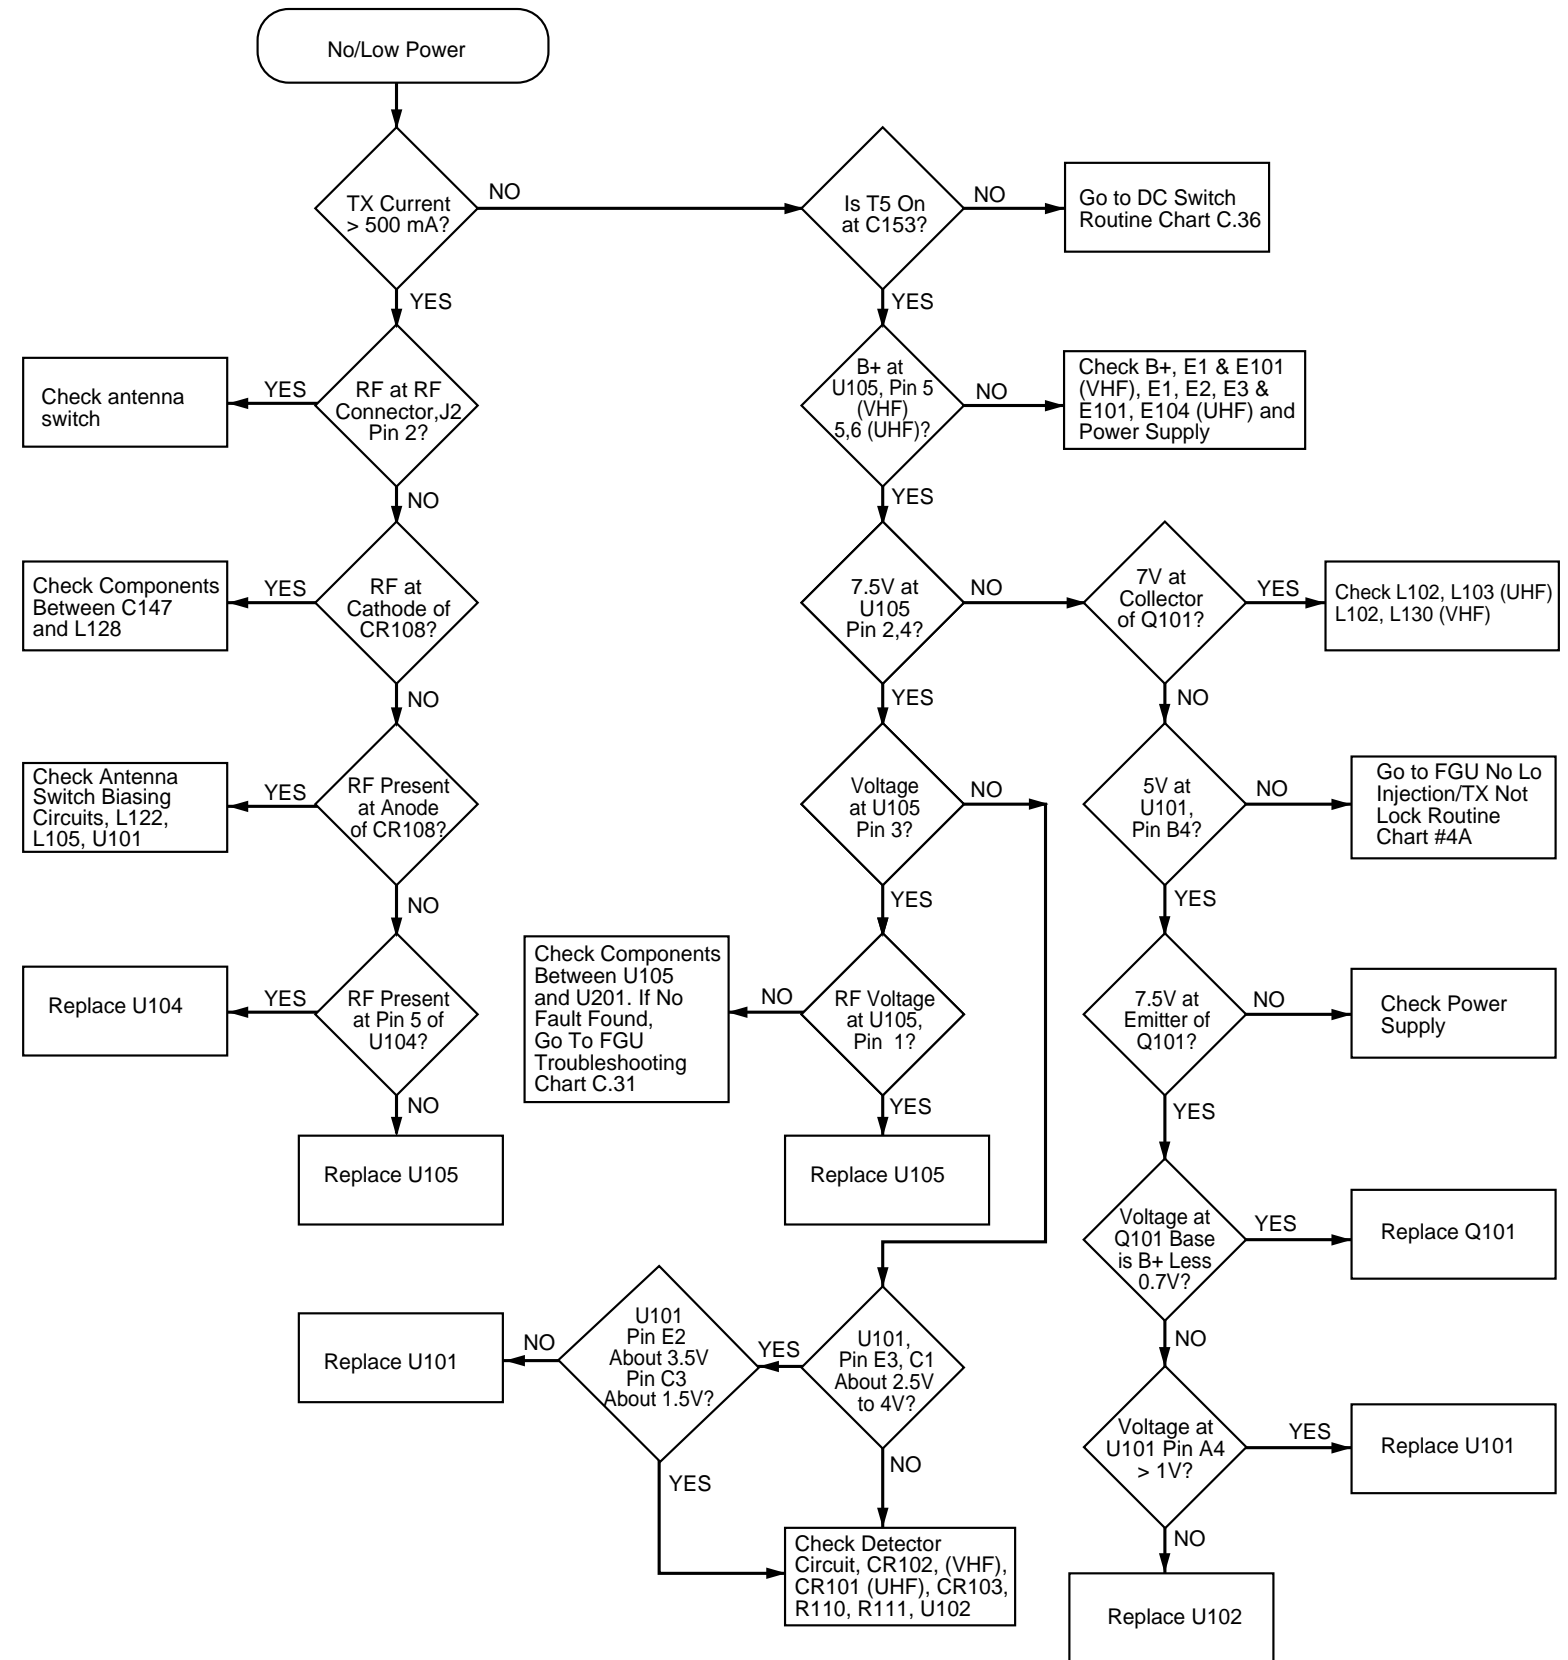 No/Low Power
TX Current
> 500 mA?
NO
YES
Is T5 On
at C153?
NO
YES
Go to DC Switch
Routine Chart C.36
Check antenna
switch
YES
RF at RF
Connector,J2
Pin 2?
NO
B+ at
U105, Pin 5
(VHF)
5,6 (UHF)?
NO
YES
Check B+, E1 & E101
(VHF), E1, E2, E3 &
E101, E104 (UHF) and
Power Supply
Check Components
Between C147
and L128
YES
RF at
Cathode of
CR108?
NO
7.5V at
U105
Pin 2,4?
NO
YES
7V at
Collector
of Q101?
YES
NO
Check L102, L103 (UHF)
L102, L130 (VHF)
Check Antenna
Switch Biasing
Circuits, L122,
L105, U101
YES
RF Present
at Anode
of CR108?
NO
Voltage
at U105
Pin 3?
NO
YES
5V at
U101,
Pin B4?
NO
YES
Go to FGU No Lo
Injection/TX Not
Lock Routine
Chart #4A
Replace U104
YES
RF Present
at Pin 5 of
U104?
NO
Check Components
Between U105
and U201. If No
Fault Found,
Go To FGU
Troubleshooting
Chart C.31
NO
RF Voltage
at U105,
Pin 1?
YES
7.5V at
Emitter of
Q101?
NO
YES
Check Power
Supply
Replace U105
Replace U105
Voltage at
Q101 Base
is B+ Less
0.7V?
YES
NO
Replace Q101
Replace U101
NO
U101
Pin E2
About 3.5V
Pin C3
About 1.5V?
YES
YES
U101,
Pin E3, C1
About 2.5V
to 4V?
NO
Voltage at
U101 Pin A4
> 1V?
YES
NO
Replace U101
Check Detector
Circuit, CR102, (VHF),
CR101 (UHF), CR103,
R110, R111, U102
Replace U102